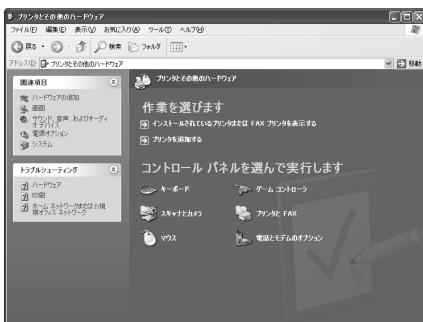 プリンタとその他のハードウェア
ファイル(F) 編集(E) 表示(V) お気に入り(A) ツール(T) ヘルプ(H)
戻る 検索 フォルダ
アドレス(D) プリンタとその他のハードウェア 移動
関連項目
ハードウェアの追加
画面
サウンド、音声、およびオーディオ デバイス
電源オプション
システム
トラブルシューティング
ハードウェア
印刷
ホーム ネットワークまたは小規模オフィス ネットワーク
プリンタとその他のハードウェア
作業を選びます
インストールされているプリンタまたは FAX プリンタを表示する
プリンタを追加する
コントロール パネルを選んで実行します
キーボード ゲーム コントローラ
スキャナとカメラ プリンタと FAX
マウス 電話とモデムのオプション